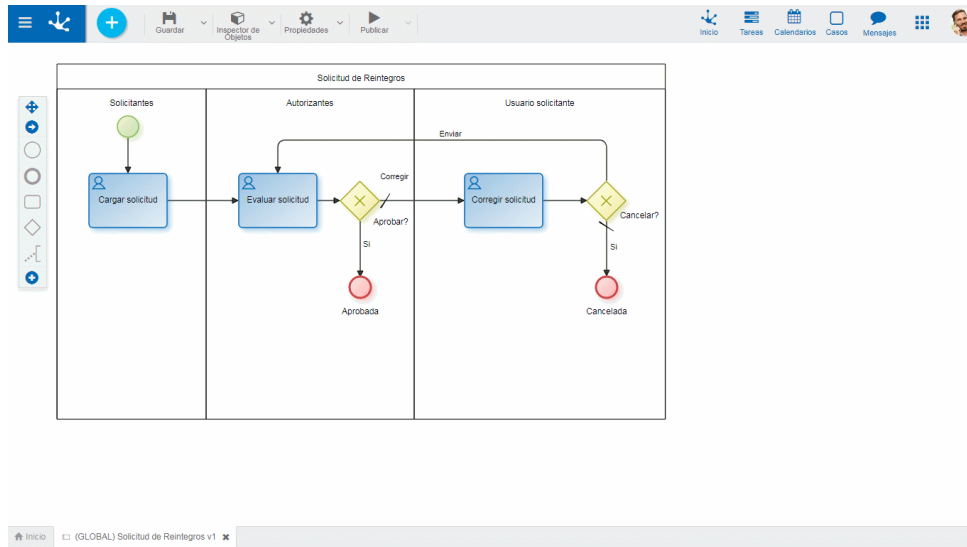 Guardar
Inspector de
Objetos
Propiedades
Publicar
Inicio
Tareas
Calendarios
Casos
Mensajes
Solicitud de Reintegros
Solicitantes
Autorizantes
Usuario solicitante
Enviar
Corregir
Cargar solicitud
Evaluar solicitud
Corregir solicitud
Aprobar?
Cancelar?
Si
Si
Aprobada
Cancelada
Inicio
(GLOBAL) Solicitud de Reintegros v1